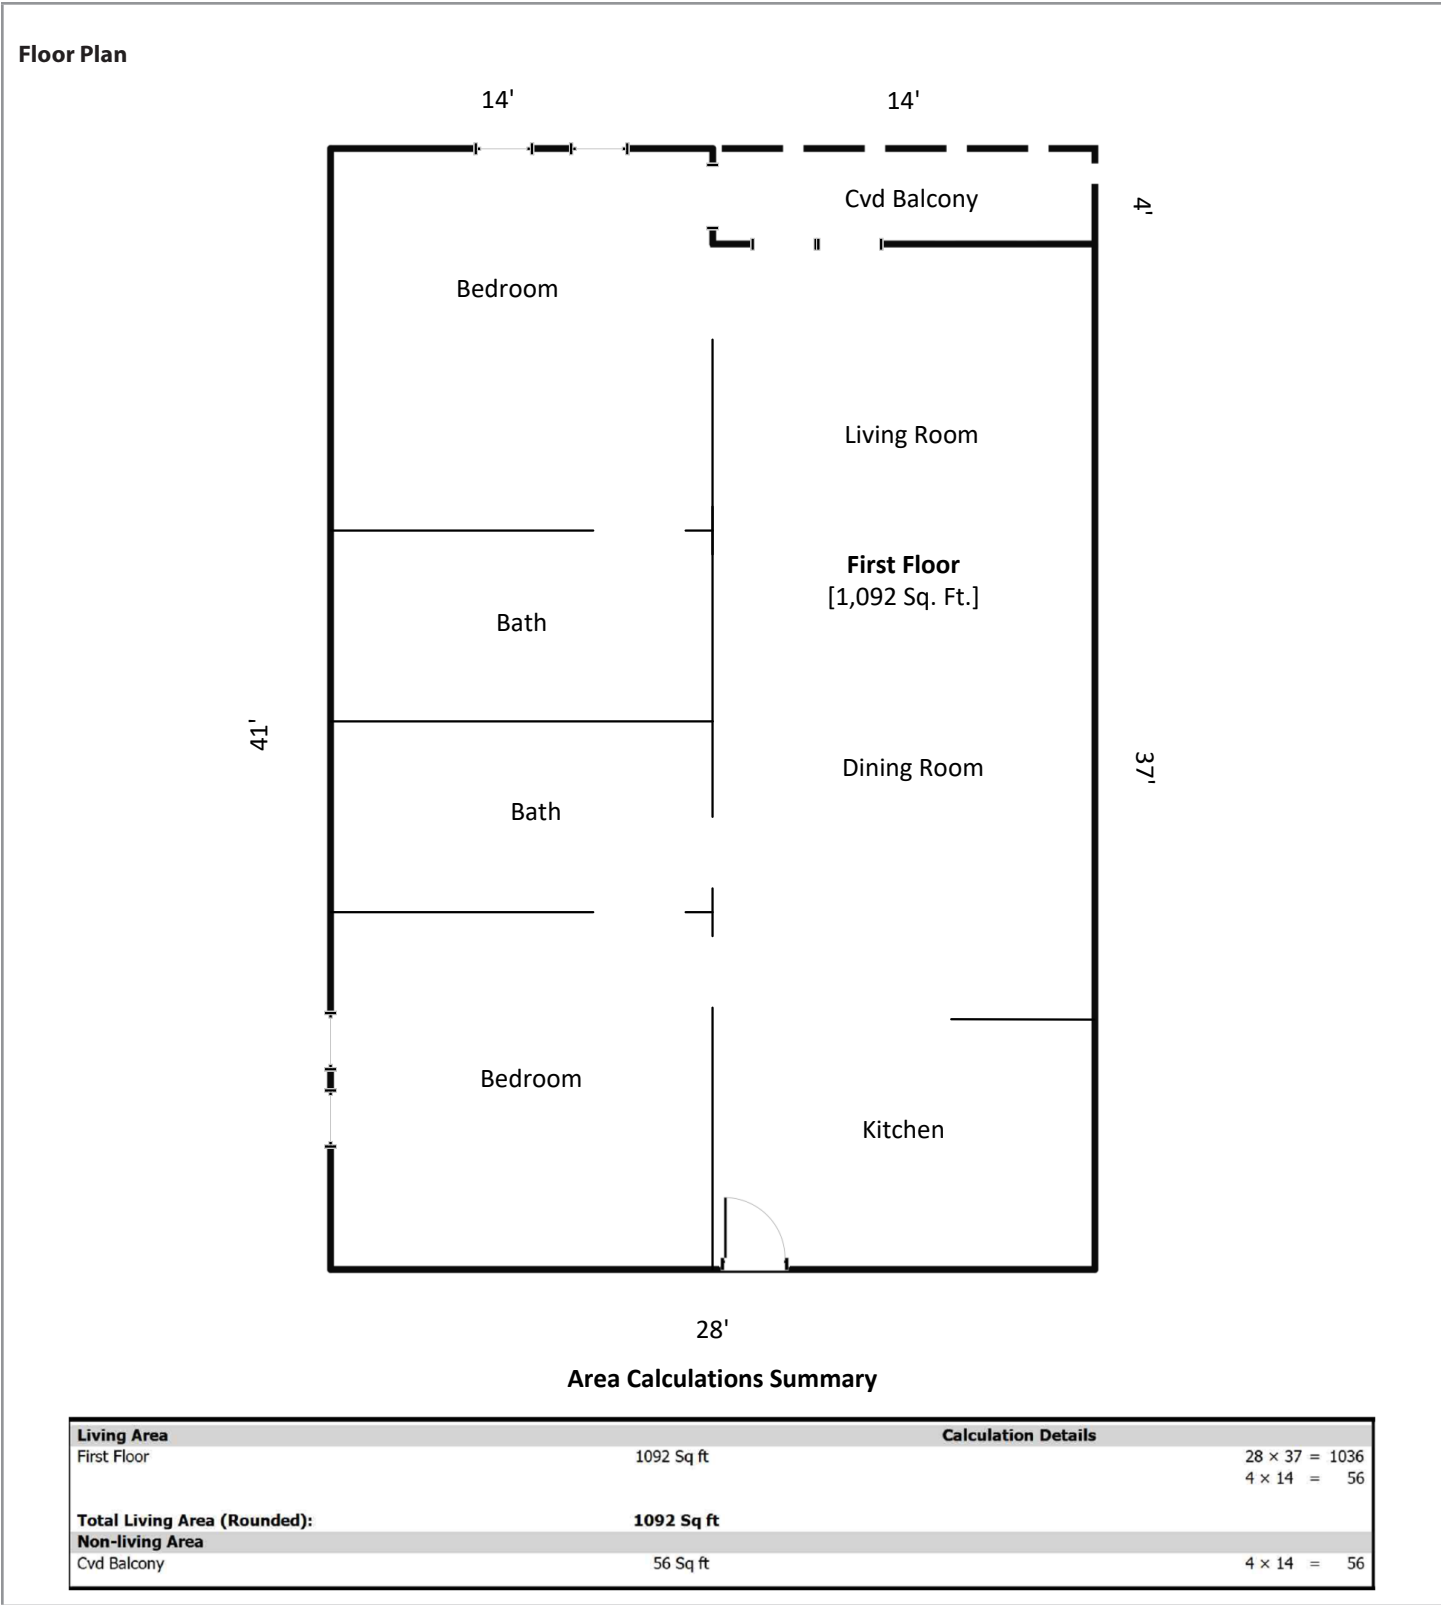 Floor Plan
14' 14'
Cvd Balcony
4'
Bedroom
Living Room
First Floor
[1,092 Sq. Ft.]
Bath
41'
Dining Room
37'
Bath
Bedroom
Kitchen
28'
Area Calculations Summary
Living Area Calculation Details
First Floor 1092 Sq ft 28 × 37 = 1036
4 × 14 = 56
Total Living Area (Rounded): 1092 Sq ft
Non-living Area
Cvd Balcony 56 Sq ft 4 × 14 = 56